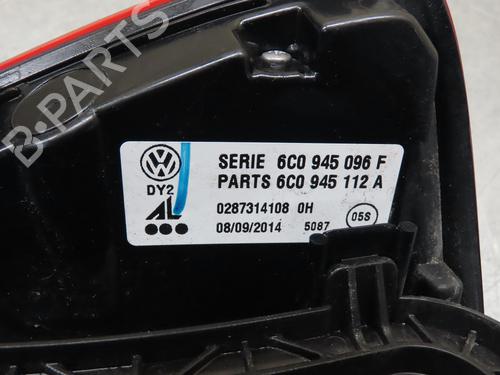 B-PARTS
SERIE 6C0 945 096 F
PARTS 6C0 945 112 A
DY2
AL
0287314108 0H
08/09/2014 5087
05S